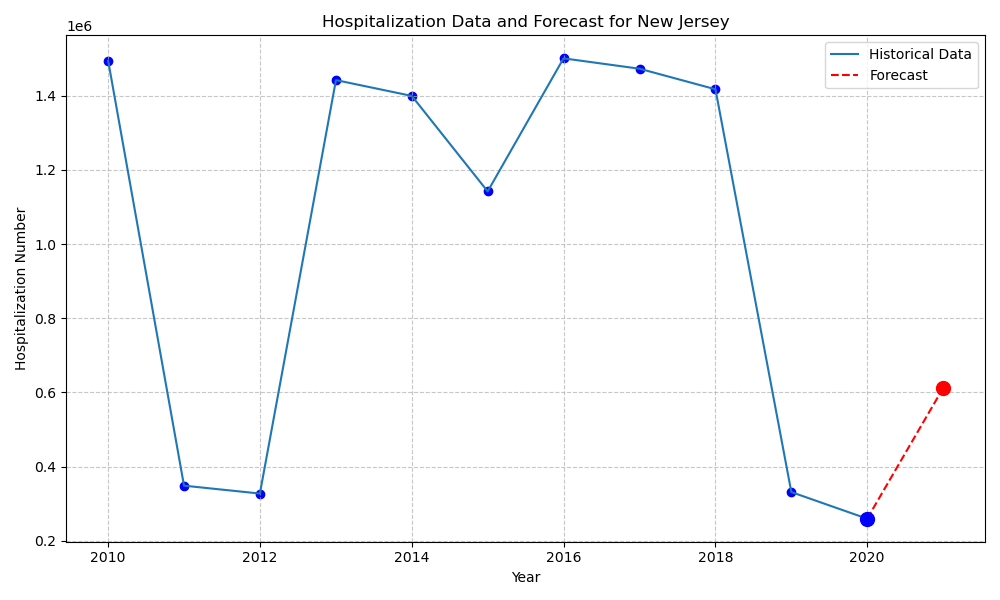 Hospitalization Data and Forecast for New Jersey
1e6
Historical Data
Forecast
1.4
1.2
1.0
0.8
0.6
0.4
0.2
Hospitalization Number
2010
2012
2014
2016
2018
2020
Year